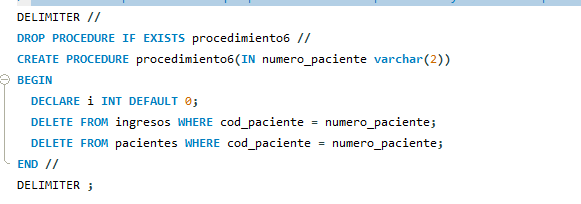 DELIMITER //
DROP PROCEDURE IF EXISTS procedimiento6 //
CREATE PROCEDURE procedimiento6(IN numero_paciente varchar(2))
BEGIN
DECLARE i INT DEFAULT 0;
DELETE FROM ingresos WHERE cod_paciente = numero_paciente;
DELETE FROM pacientes WHERE cod_paciente = numero_paciente;
END //
DELIMITER ;